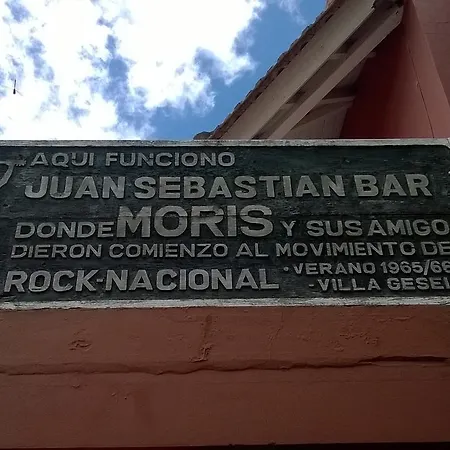 AQUI FUNCIONO
JUAN SEBASTIAN BAR
DONDE MORIS Y SUS AMIGO
DIERON COMIENZO AL MOVIMIENTO DE
ROCK-NACIONAL
·VERANO 1965/66
·VILLA GESEL